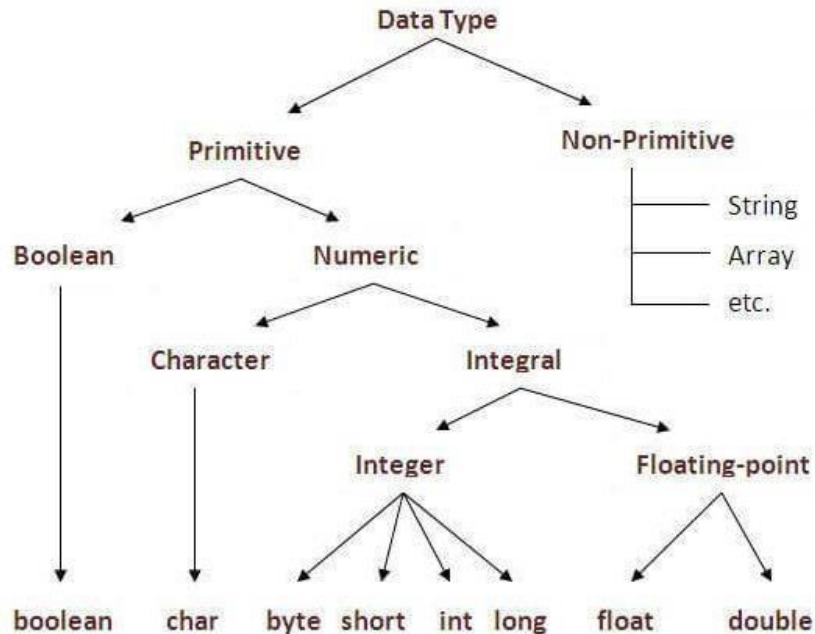 Data Type
Primitive
Non-Primitive
String
Array
etc.
Boolean
Numeric
Character
Integral
Integer
Floating-point
boolean char byte short int long float double